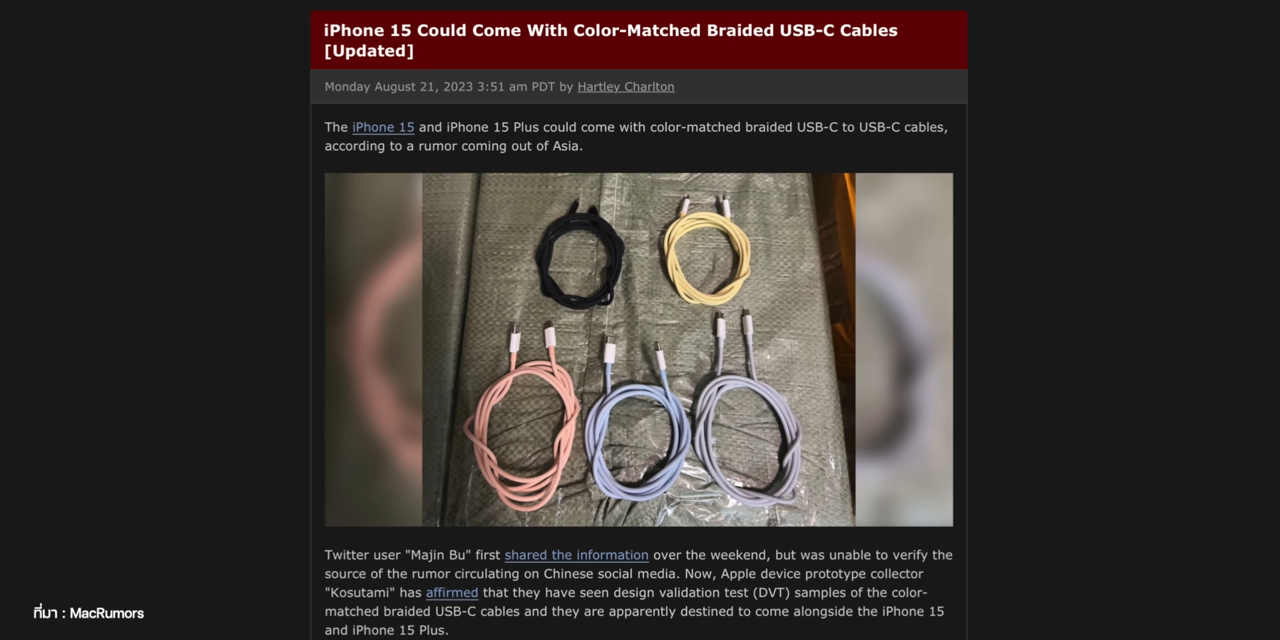 iPhone 15 Could Come With Color-Matched Braided USB-C Cables
[Updated]
Monday August 21, 2023 3:51 am PDT by Hartley Charlton
The iPhone 15 and iPhone 15 Plus could come with color-matched braided USB-C to USB-C cables,
according to a rumor coming out of Asia.
Twitter user "Majin Bu" first shared the information over the weekend, but was unable to verify the
source of the rumor circulating on Chinese social media. Now, Apple device prototype collector
"Kosutami" has affirmed that they have seen design validation test (DVT) samples of the color-
matched braided USB-C cables and they are apparently destined to come alongside the iPhone 15
and iPhone 15 Plus.
ที่มา : MacRumors